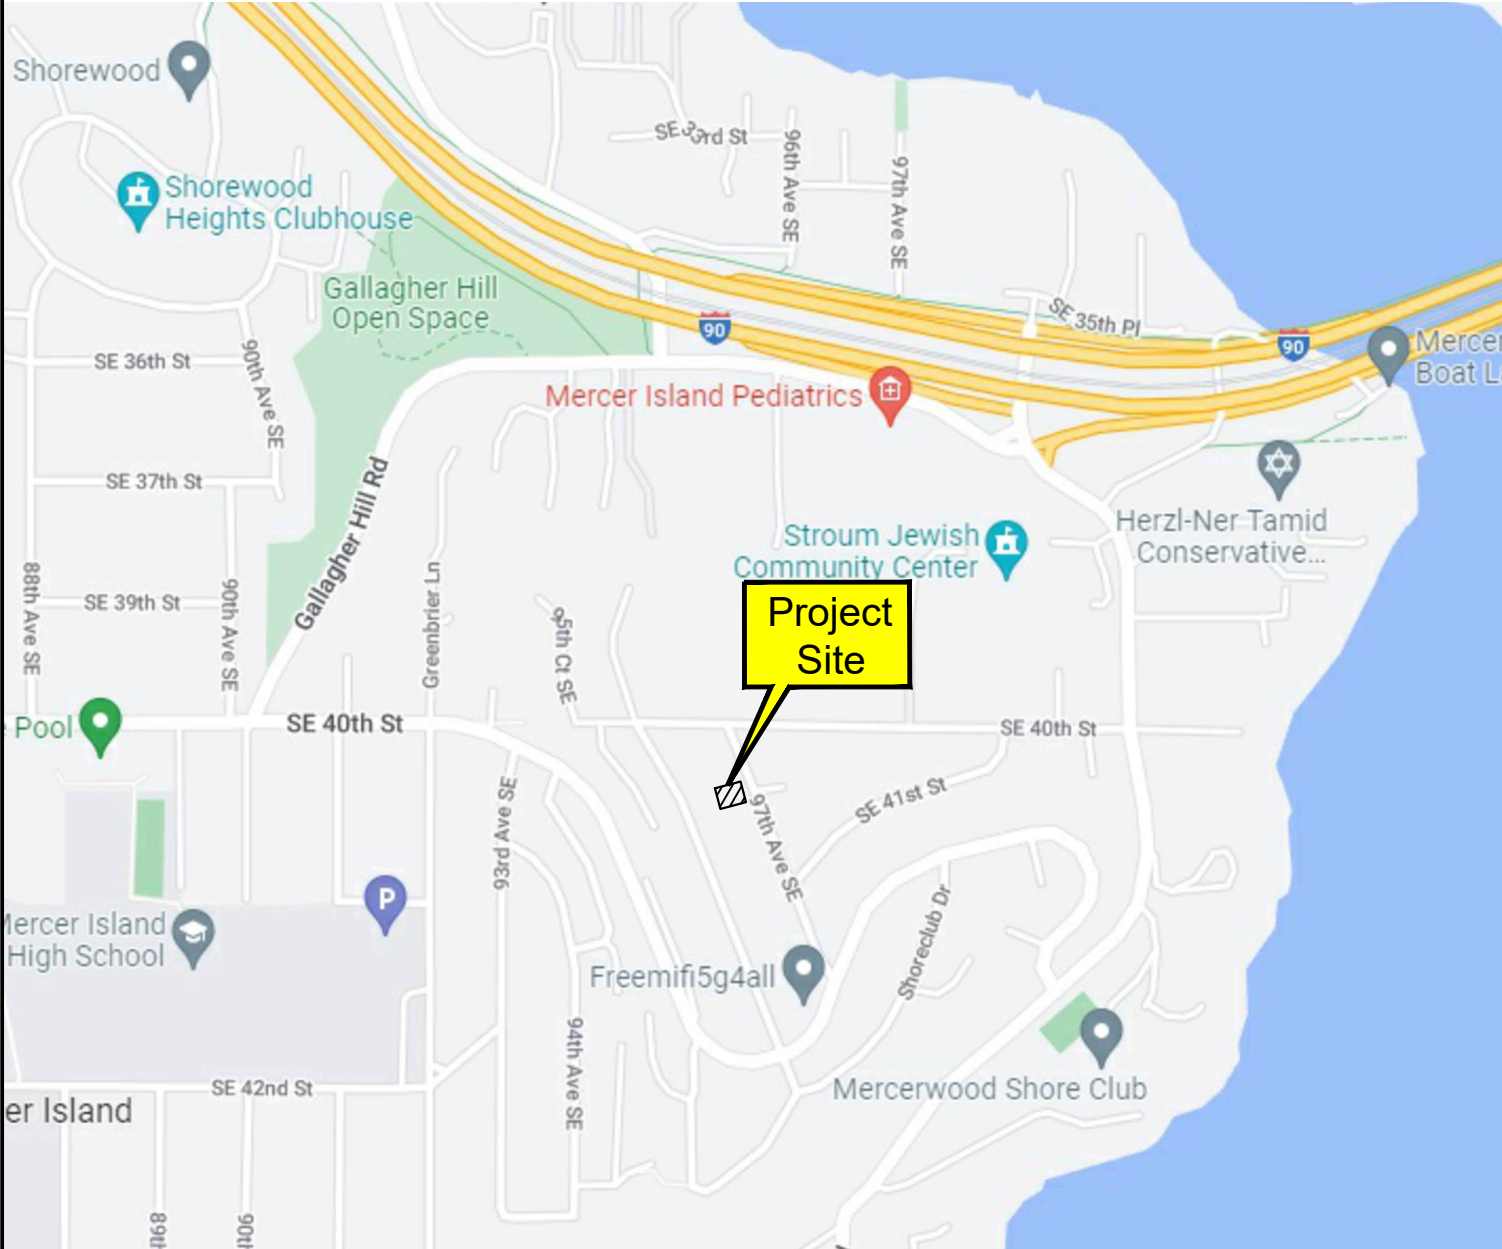 Shorewood
SE 33rd St
96th Ave SE
97th Ave SE
Shorewood
Heights Clubhouse
Gallagher Hill
Open Space
SE 35th Pl
90
90
Mercer
Boat L
SE 36th St
90th Ave SE
Mercer Island Pediatrics
SE 37th St
Gallagher Hill Rd
Herzl-Ner Tamid
Conservative...
Stroum Jewish
Community Center
88th Ave SE
SE 39th St
90th Ave SE
Greenbrier Ln
95th Ct SE
Project
Site
Pool
SE 40th St
SE 40th St
93rd Ave SE
97th Ave SE
SE 41st St
P
Mercer Island
High School
Freemifi5g4all
Shoreclub Dr
94th Ave SE
SE 42nd St
Mercerwood Shore Club
er Island
89th
90th